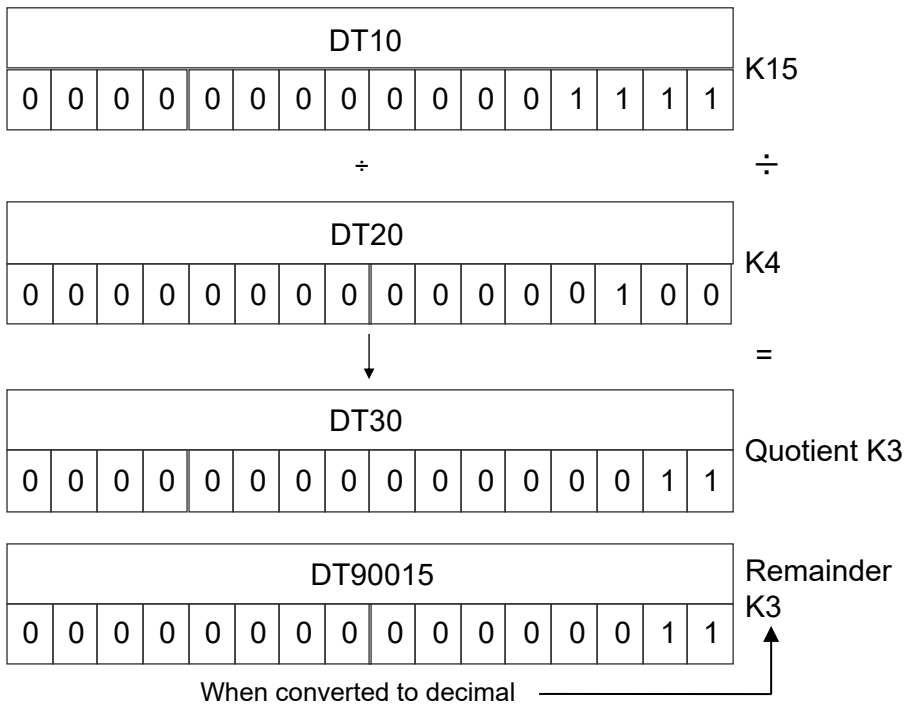 DT10
K15
0 0 0 0 0 0 0 0 0 0 0 0 1 1 1 1
÷ ÷
DT20
K4
0 0 0 0 0 0 0 0 0 0 0 0 0 1 0 0
=
DT30
Quotient K3
0 0 0 0 0 0 0 0 0 0 0 0 0 0 1 1
DT90015
Remainder
K3
0 0 0 0 0 0 0 0 0 0 0 0 0 0 1 1
When converted to decimal